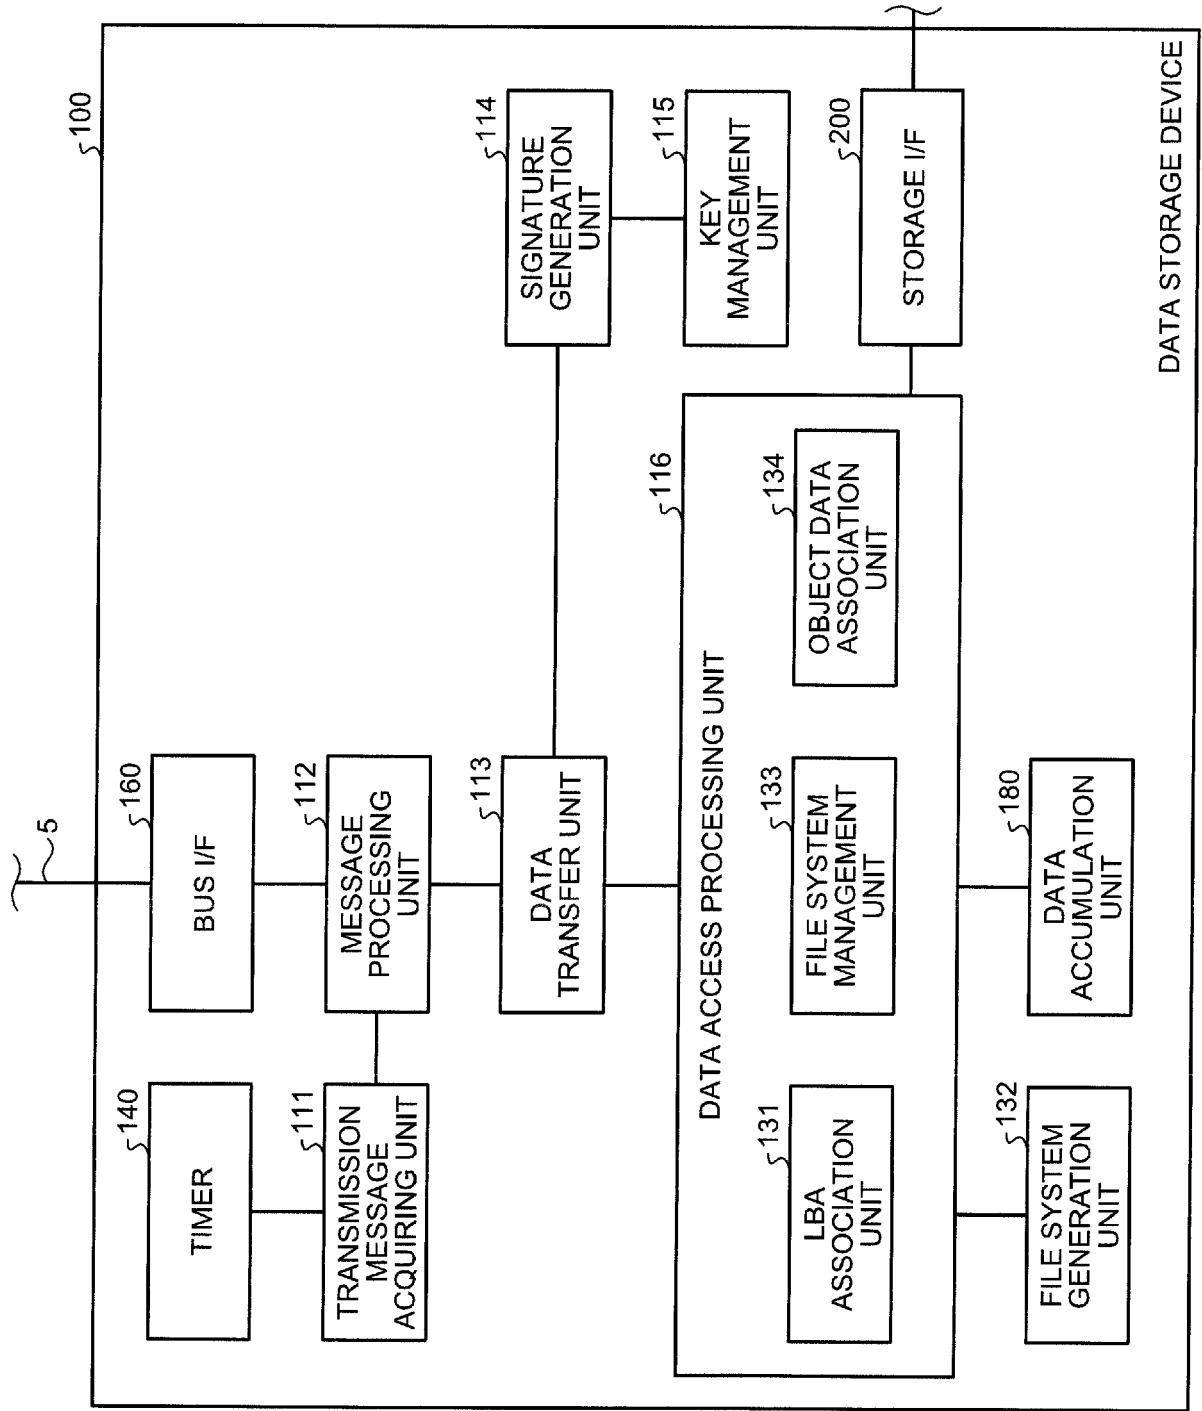 5
100
140
TIMER
160
BUS I/F
111
TRANSMISSION
MESSAGE
ACQUIRING UNIT
112
MESSAGE
PROCESSING
UNIT
113
DATA
TRANSFER UNIT
114
SIGNATURE
GENERATION
UNIT
115
KEY
MANAGEMENT
UNIT
116
DATA ACCESS PROCESSING UNIT
131
LBA
ASSOCIATION
UNIT
133
FILE SYSTEM
MANAGEMENT
UNIT
134
OBJECT DATA
ASSOCIATION
UNIT
200
STORAGE I/F
132
FILE SYSTEM
GENERATION
UNIT
180
DATA
ACCUMULATION
UNIT
DATA STORAGE DEVICE